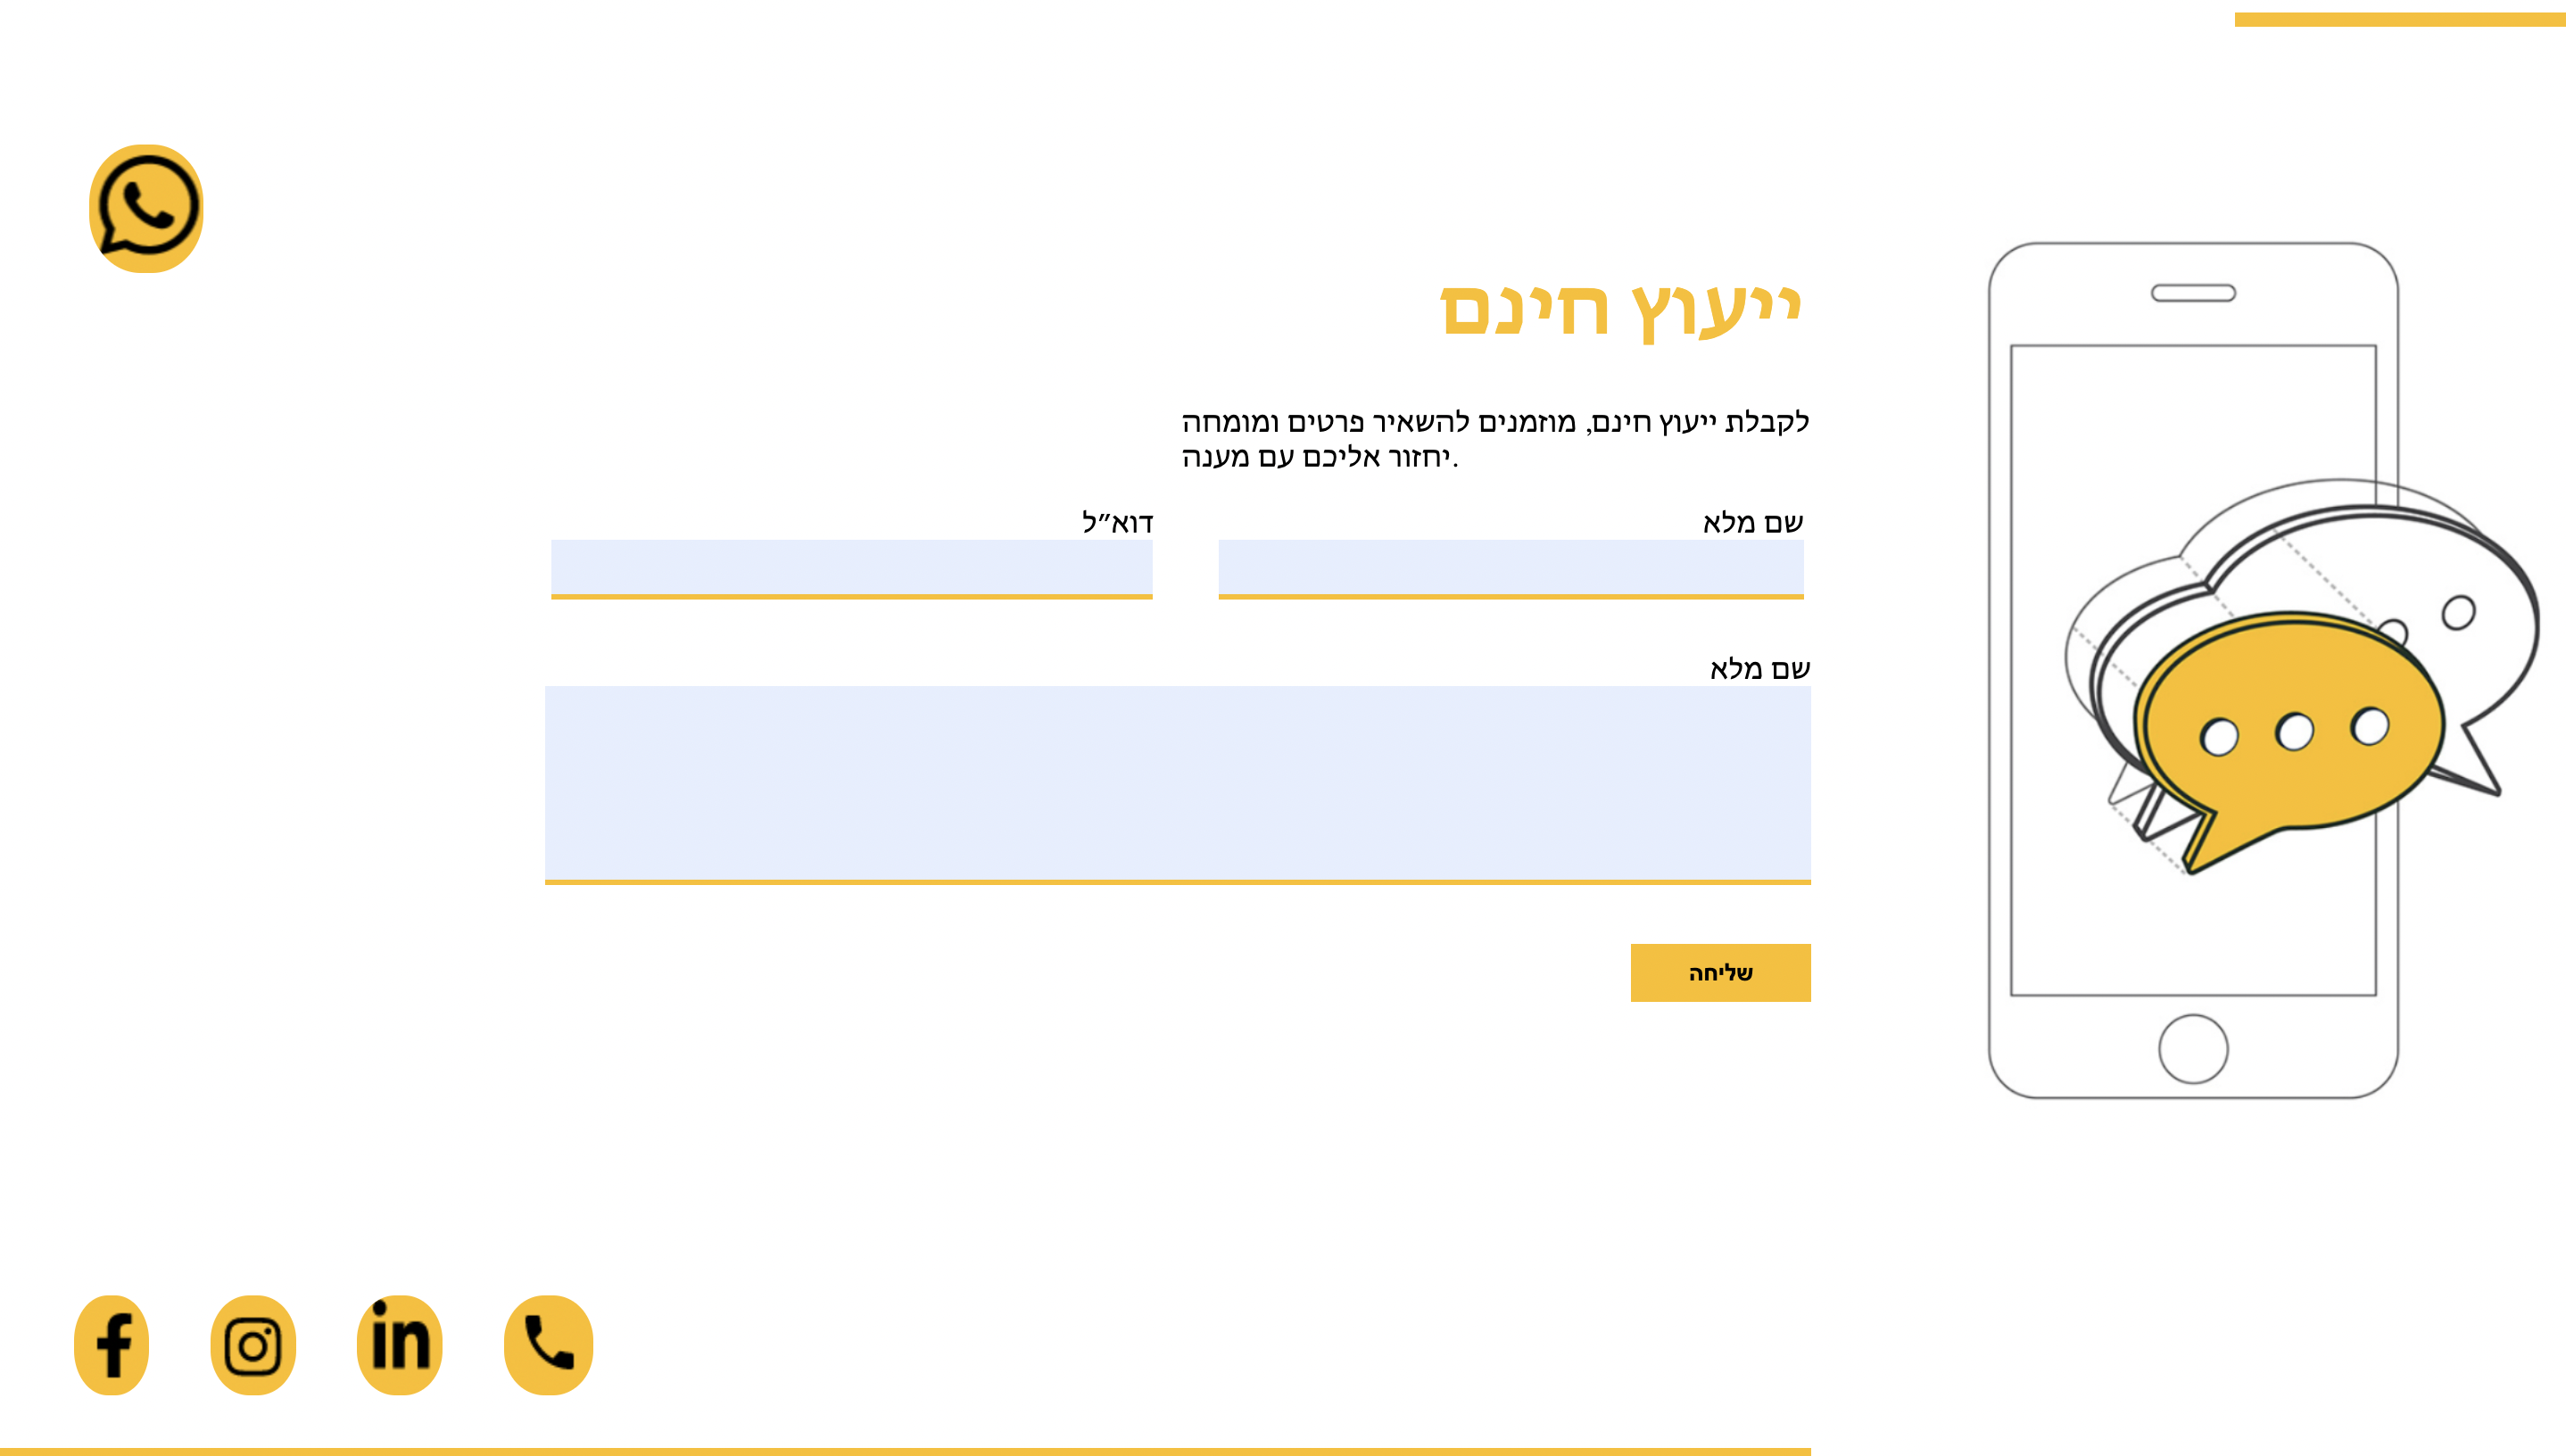 ייעוץ חינם
לקבלת ייעוץ חינם, מוזמנים להשאיר פרטים ומומחה
יחזור אליכם עם מענה.
שם מלא
דוא"ל
שם מלא
שליחה